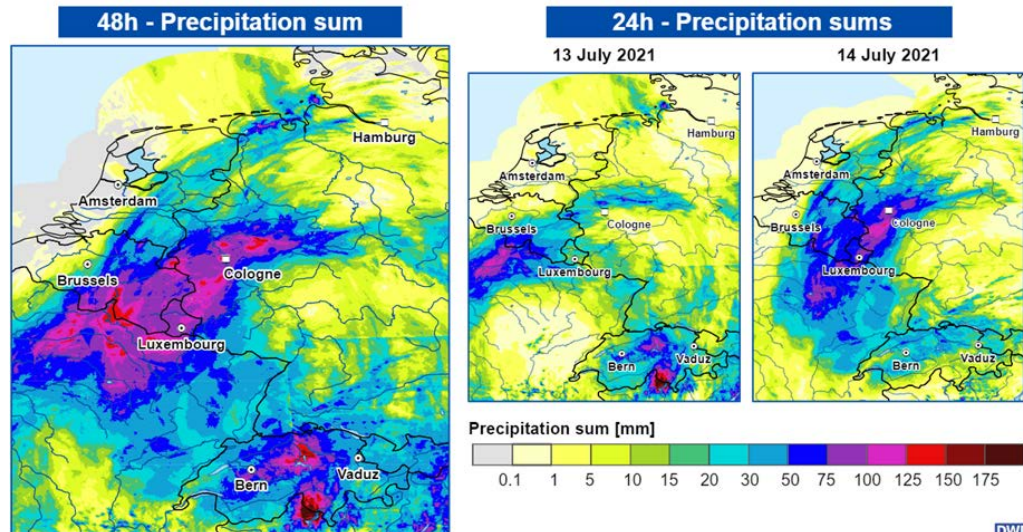 48h - Precipitation sum
Hamburg
Amsterdam
Brussels
Cologne
Luxembourg
Bern
Vaduz
24h - Precipitation sums
13 July 2021
Hamburg
Amsterdam
Brussels
Cologne
Luxembourg
Bern
Vaduz
14 July 2021
Hamburg
Amsterdam
Brussels
Cologne
Luxembourg
Bern
Vaduz
Precipitation sum [mm]
0.1 1 5 10 15 20 30 50 75 100 125 150 175